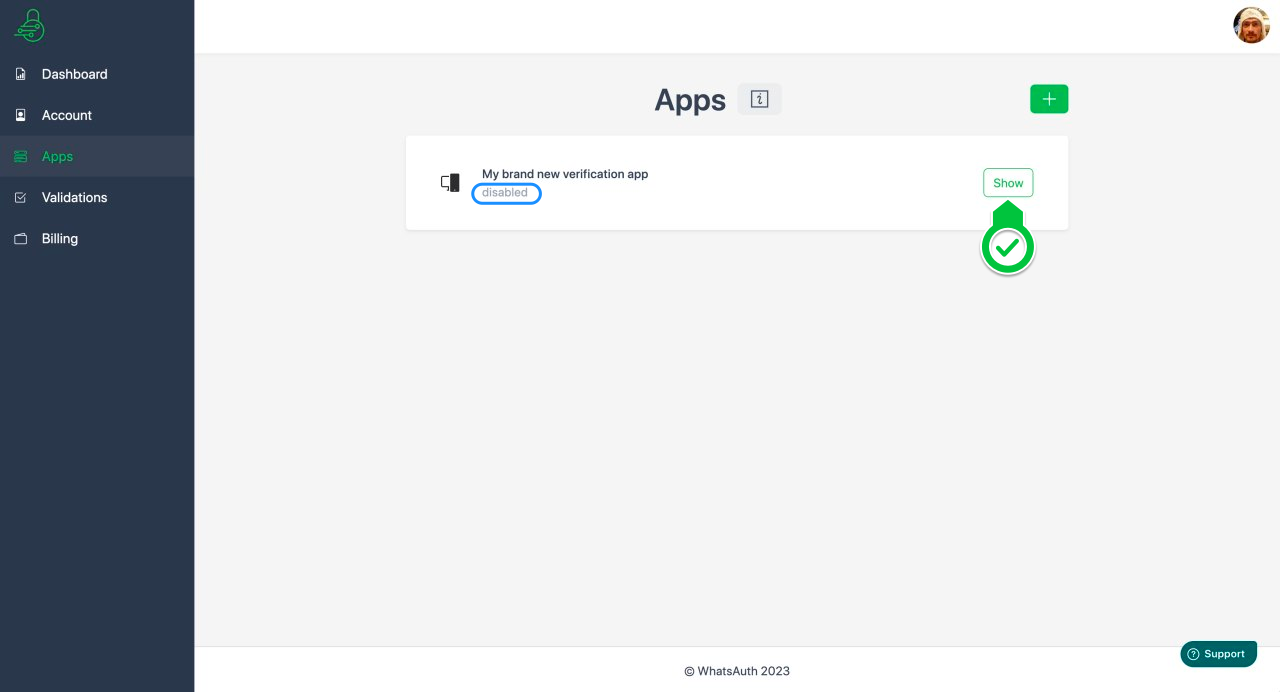 Dashboard
Account
Apps
Validations
Billing
Apps
My brand new verification app
disabled
Show
Support
© WhatsAuth 2023